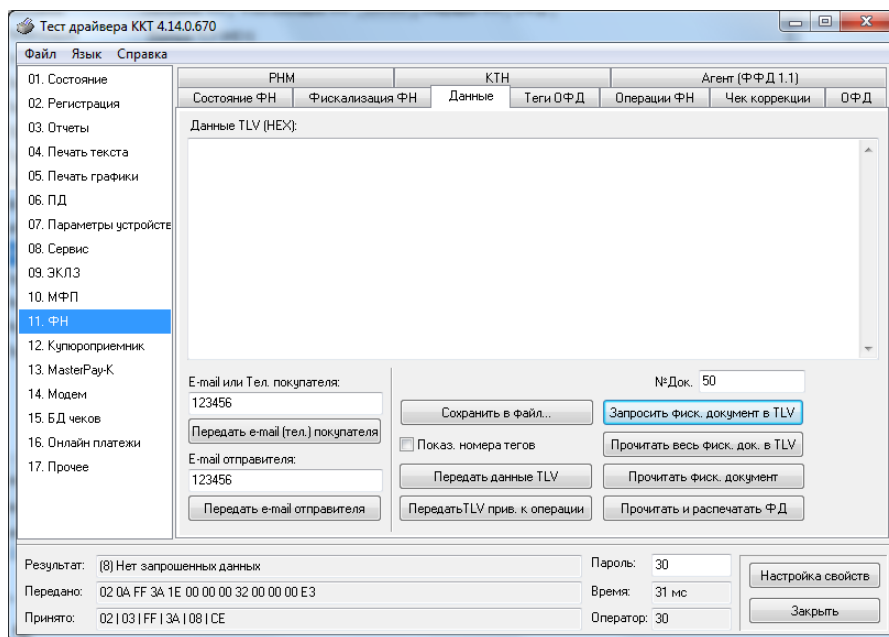 Тест драйвера ККТ 4.14.0.670
Файл Язык Справка
01. Состояние
02. Регистрация
03. Отчеты
04. Печать текста
05. Печать графики
06. ПД
07. Параметры устройств
08. Сервис
09. ЭКЛЗ
10. МФП
11. ФН
12. Купюроприемник
13. MasterPay-K
14. Модем
15. БД чеков
16. Онлайн платежи
17. Прочее
РНМ КТН Агент (ФФД 1.1)
Состояние ФН Фискализация ФН Данные Теги ОФД Операции ФН Чек коррекции ОФД
Данные TLV (HEX):
E-mail или Тел. покупателя:
123456
Передать e-mail (тел.) покупателя
E-mail отправителя:
123456
Передать e-mail отправителя
Сохранить в файл...
Показ. номера тегов
Передать данные TLV
ПередатьTLV прив. к операции
№Док. 50
Запросить фиск. документ в TLV
Прочитать весь фиск. док. в TLV
Прочитать фиск. документ
Прочитать и распечатать ФД
Результат: (8) Нет запрошенных данных
Передано: 02 0A FF 3A 1E 00 00 00 32 00 00 00 E3
Принято: 02 | 03 | FF | 3A | 08 | CE
Пароль: 30
Время: 31 мс
Оператор: 30
Настройка свойств
Закрыть